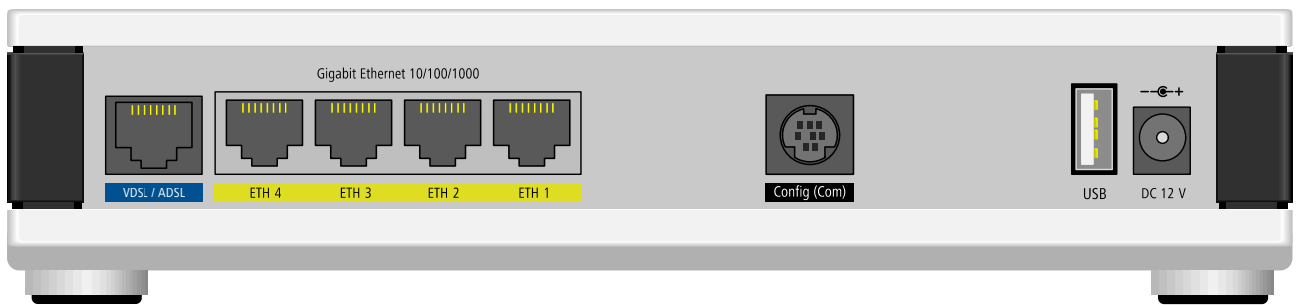 Gigabit Ethernet 10/100/1000
VDSL / ADSL
ETH 4
ETH 3
ETH 2
ETH 1
Config (Com)
USB
DC 12 V